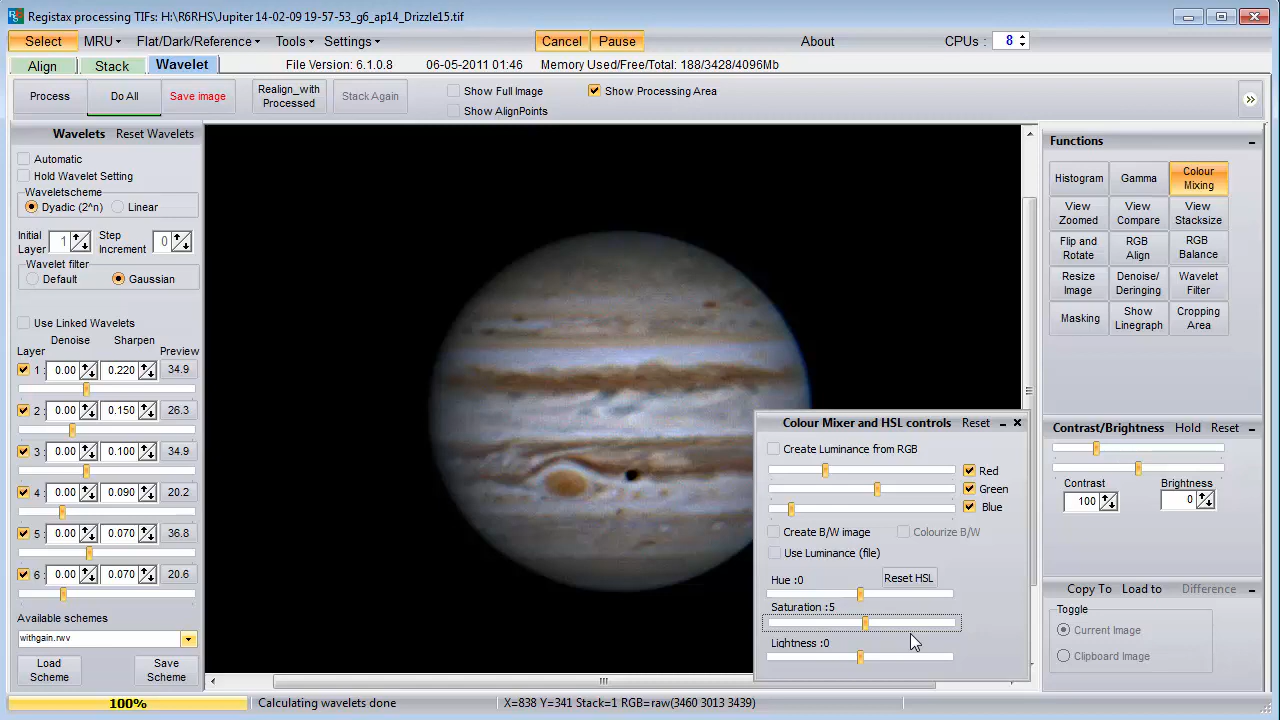 Registax processing TIFs: H:\
Select MRU Flat/Dark/Reference Tools Settings Cancel Pause About CPUs: 8
Align Stack Wavelet File Version: 6.1.0.8 06-05-2011 01:46 Memory Used/Free/Total: 188/3428/4096Mb
Process Do All Save image Realign_with Processed Stack Again Show Full Image Show Processing Area
Show AlignPoints
Wavelets Reset Wavelets
Automatic
Hold Wavelet Setting
Waveletscheme
Dyadic (2^n) Linear
Initial Layer 1 Step Increment 0
Wavelet filter
Default Gaussian
Use Linked Wavelets
Denoise Sharpen
Layer Preview
1 0.00 0.220 34.9
2 0.00 0.150 26.3
3 0.00 0.100 34.9
4 0.00 0.090 20.2
5 0.00 0.070 36.8
6 0.00 0.070 20.6
Available schemes
withgain.rwv
Load Scheme Save Scheme
Functions
Histogram Gamma Colour Mixing
View Zoomed View Compare View Stacksize
Flip and Rotate RGB Align RGB Balance
Resize Image Denoise/ Deringing Wavelet Filter
Masking Show Linegraph Cropping Area
Contrast/Brightness Hold Reset
Contrast Brightness
100 0
Copy To Load to Difference
Toggle
Current Image
Clipboard Image
Colour Mixer and HSL controls Reset
Create Luminance from RGB
Red
Green
Blue
Create B/W image Colourize B/W
Use Luminance (file)
Hue :0 Reset HSL
Saturation :5
Lightness :0
100% Calculating wavelets done X=838 Y=341 Stack=1 RGB=raw(3460 3013 3439)